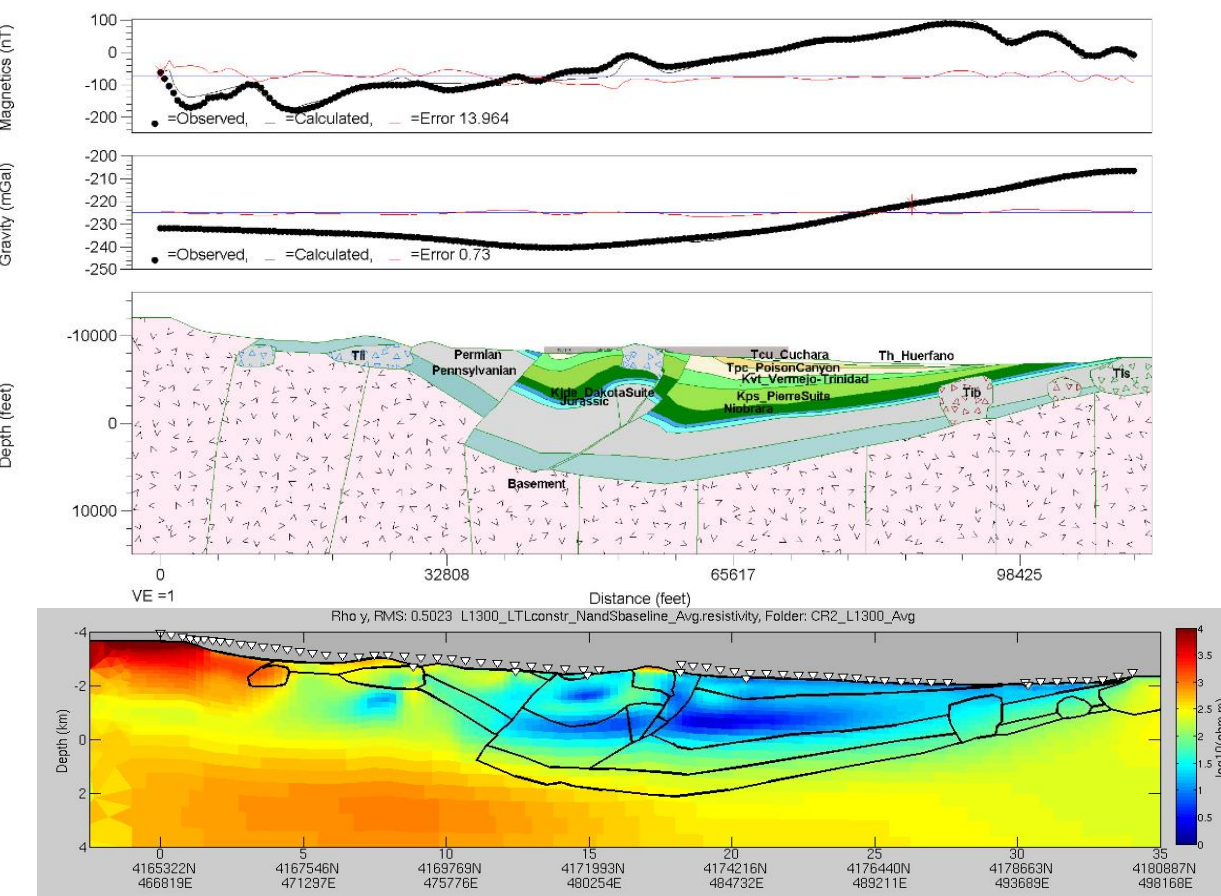 Magnetics (nT)
100
0
-100
-200
=Observed, =Calculated, =Error 13.964
Gravity (mGal)
-200
-210
-220
-230
-240
-250
=Observed, =Calculated, =Error 0.73
Depth (feet)
-10000
0
10000
Tli
Permian
Pennsylvanian
Tcu_Cuchara
Th_Huerfano
Tpc_PoisonCanyon
Kvt_Vermejo-Trinidad
Tls
Kjde_DakotaSuite
Jurassic
Kps_PierreSuite
Niobrara
Tip
Basement
0 32808 65617 98425
VE =1
Distance (feet)
Rho y, RMS: 0.5023 L1300_LTLconstr_NandSbaseline_Avg.resistivity, Folder: CR2_L1300_Avg
Depth (km)
-4
-2
0
2
4
4
3.5
3
2.5
2
1.5
1
0.5
0
0 5 10 15 20 25 30 35
4165322N 4167546N 4169769N 4171993N 4174216N 4176440N 4178663N 4180887N
466819E 471297E 475776E 480254E 484732E 489211E 493689E 498168E